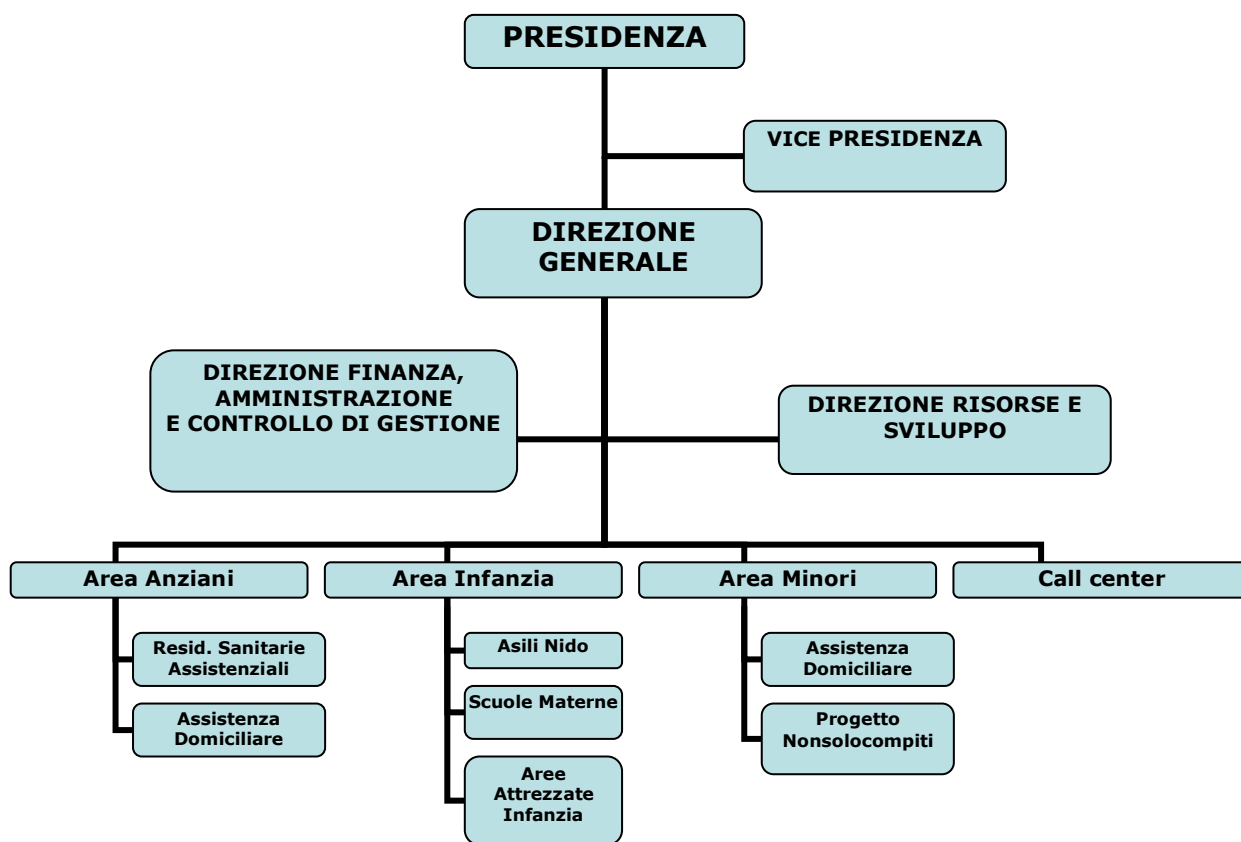 PRESIDENZA
VICE PRESIDENZA
DIREZIONE
GENERALE
DIREZIONE FINANZA,
AMMINISTRAZIONE
E CONTROLLO DI GESTIONE
DIREZIONE RISORSE E
SVILUPPO
Area Anziani
Area Infanzia
Area Minori
Call center
Resid. Sanitarie
Assistenziali
Assistenza
Domiciliare
Asili Nido
Scuole Materne
Aree
Attrezzate
Infanzia
Assistenza
Domiciliare
Progetto
Nonsolocompiti